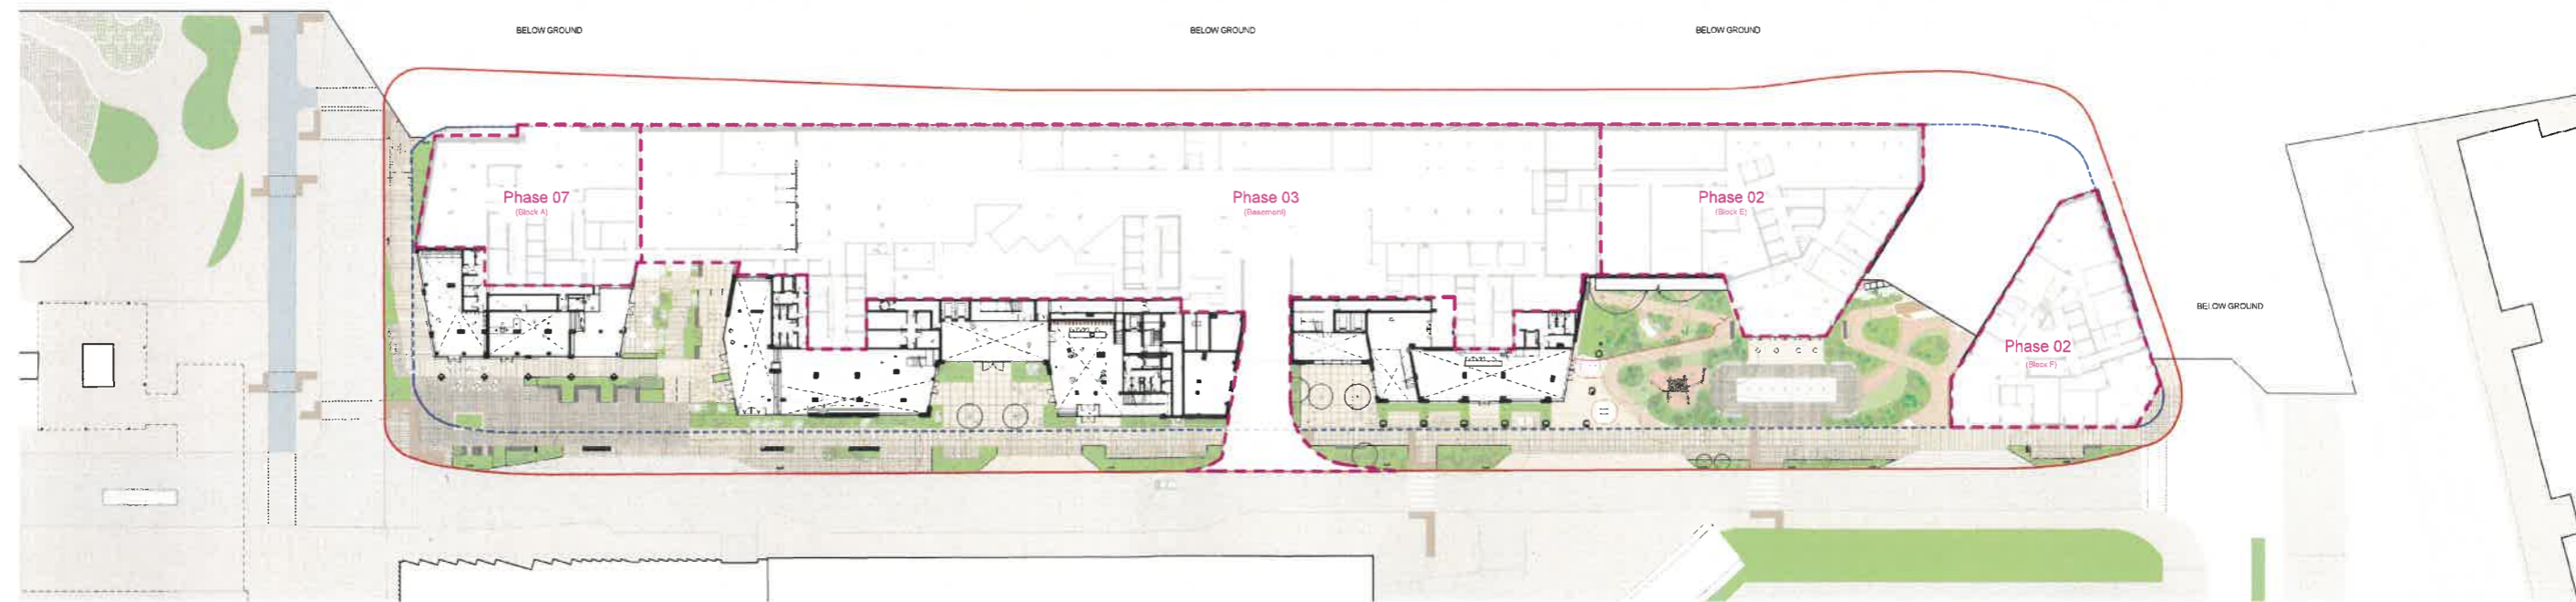 BELOW GROUND
BELOW GROUND
BELOW GROUND
Phase 07
(Block A)
Phase 03
(Basement)
Phase 02
(Block E)
BELOW GROUND
Phase 02
(Block F)